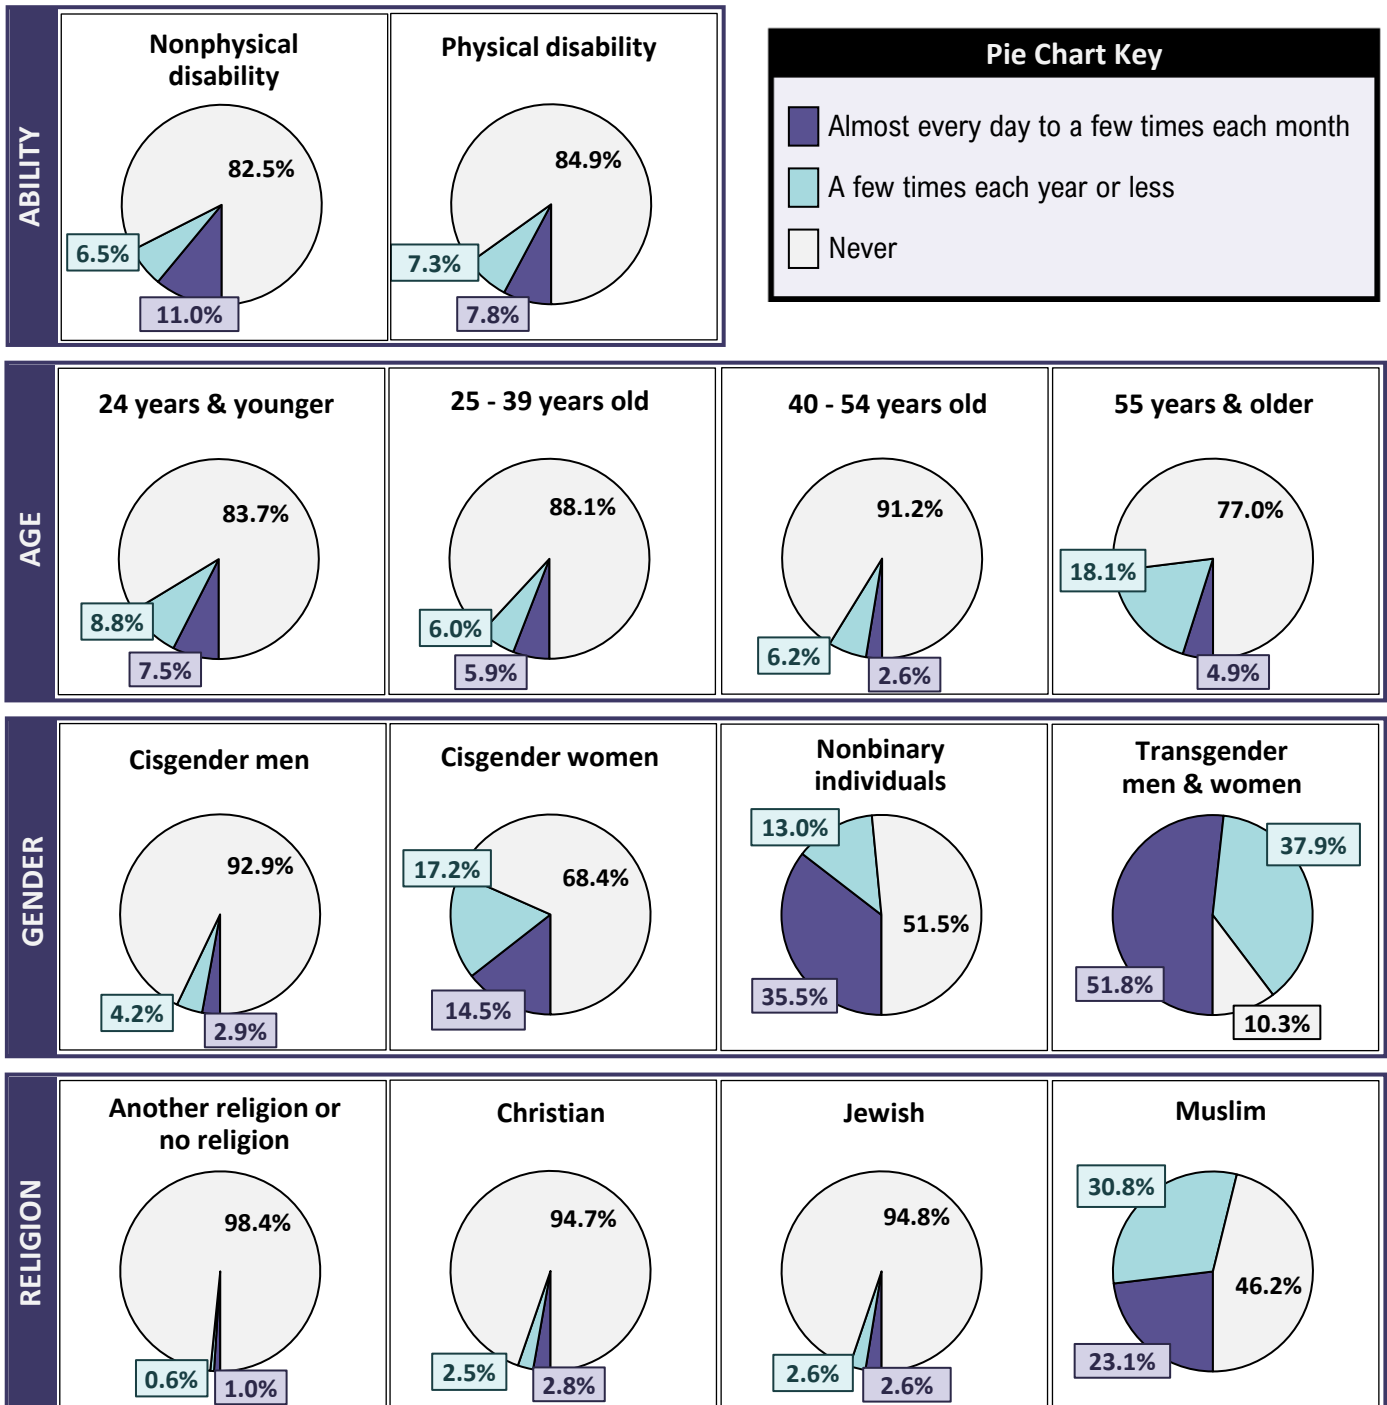 ABILITY
Nonphysical
disability
82.5%
6.5%
11.0%
Physical disability
84.9%
7.3%
7.8%
Pie Chart Key
Almost every day to a few times each month
A few times each year or less
Never
AGE
24 years & younger
83.7%
8.8%
7.5%
25 - 39 years old
88.1%
6.0%
5.9%
40 - 54 years old
91.2%
6.2%
2.6%
55 years & older
77.0%
18.1%
4.9%
GENDER
Cisgender men
92.9%
4.2%
2.9%
Cisgender women
17.2%
68.4%
14.5%
Nonbinary
individuals
13.0%
51.5%
35.5%
Transgender
men & women
37.9%
51.8%
10.3%
RELIGION
Another religion or
no religion
98.4%
0.6%
1.0%
Christian
94.7%
2.5%
2.8%
Jewish
94.8%
2.6%
2.6%
Muslim
30.8%
46.2%
23.1%